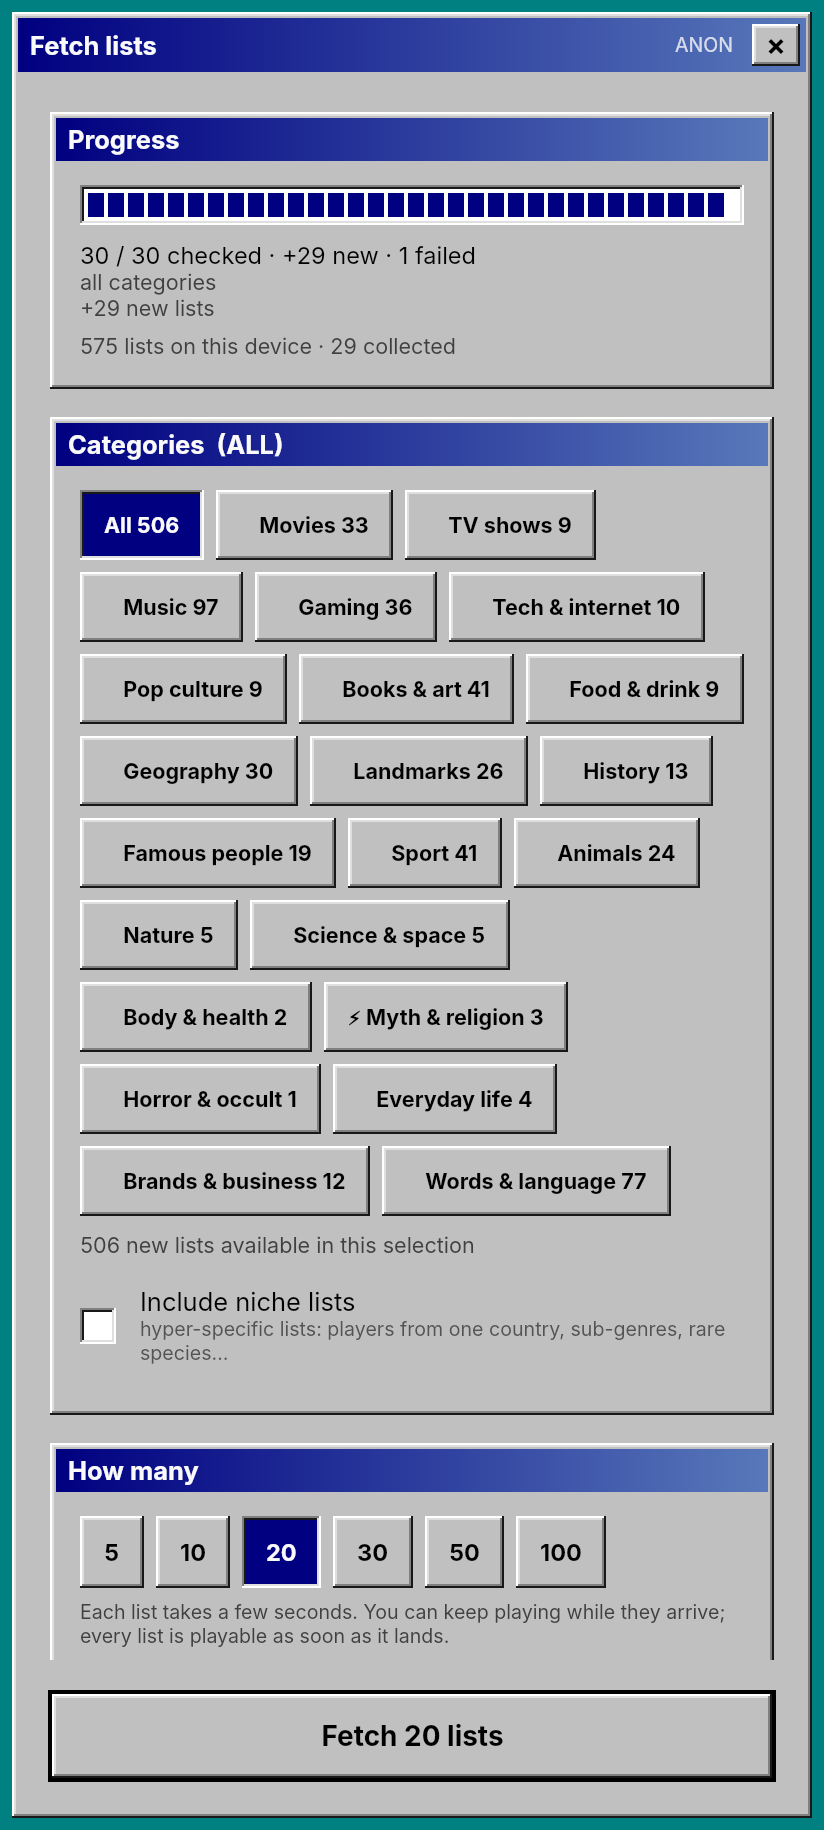 Fetch lists
ANON
×
Progress
30 / 30 checked · +29 new · 1 failed
all categories
+29 new lists
575 lists on this device · 29 collected
Categories (ALL)
All 506
Movies 33
TV shows 9
Music 97
Gaming 36
Tech & internet 10
Pop culture 9
Books & art 41
Food & drink 9
Geography 30
Landmarks 26
History 13
Famous people 19
Sport 41
Animals 24
Nature 5
Science & space 5
Body & health 2
⚡ Myth & religion 3
Horror & occult 1
Everyday life 4
Brands & business 12
Words & language 77
506 new lists available in this selection
Include niche lists
hyper-specific lists: players from one country, sub-genres, rare
species...
How many
5
10
20
30
50
100
Each list takes a few seconds. You can keep playing while they arrive;
every list is playable as soon as it lands.
Fetch 20 lists